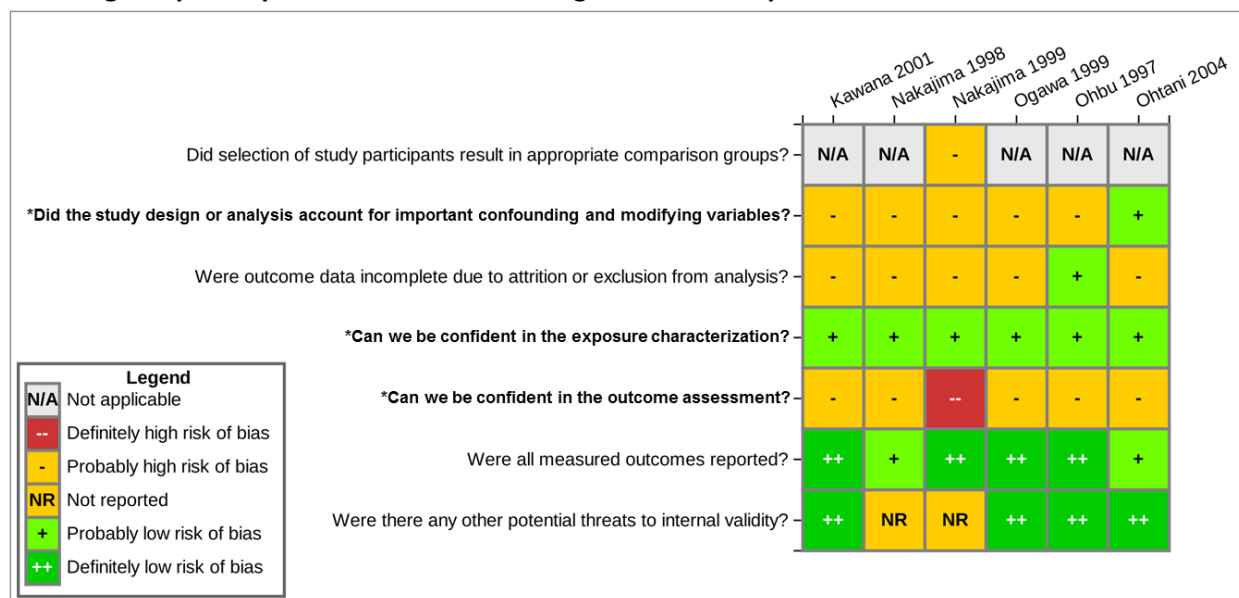 Kawana 2001
Nakajima 1998
Nakajima 1999
Ogawa 1999
Ohbu 1997
Ohtani 2004
Did selection of study participants result in appropriate comparison groups? N/A N/A - N/A N/A N/A
*Did the study design or analysis account for important confounding and modifying variables? - - - - - +
Were outcome data incomplete due to attrition or exclusion from analysis? - - - - + -
*Can we be confident in the exposure characterization? + + + + + +
*Can we be confident in the outcome assessment? - - -- - - -
Were all measured outcomes reported? ++ + ++ ++ ++ +
Were there any other potential threats to internal validity? ++ NR NR ++ ++ ++
Legend
N/A Not applicable
-- Definitely high risk of bias
- Probably high risk of bias
NR Not reported
+ Probably low risk of bias
++ Definitely low risk of bias